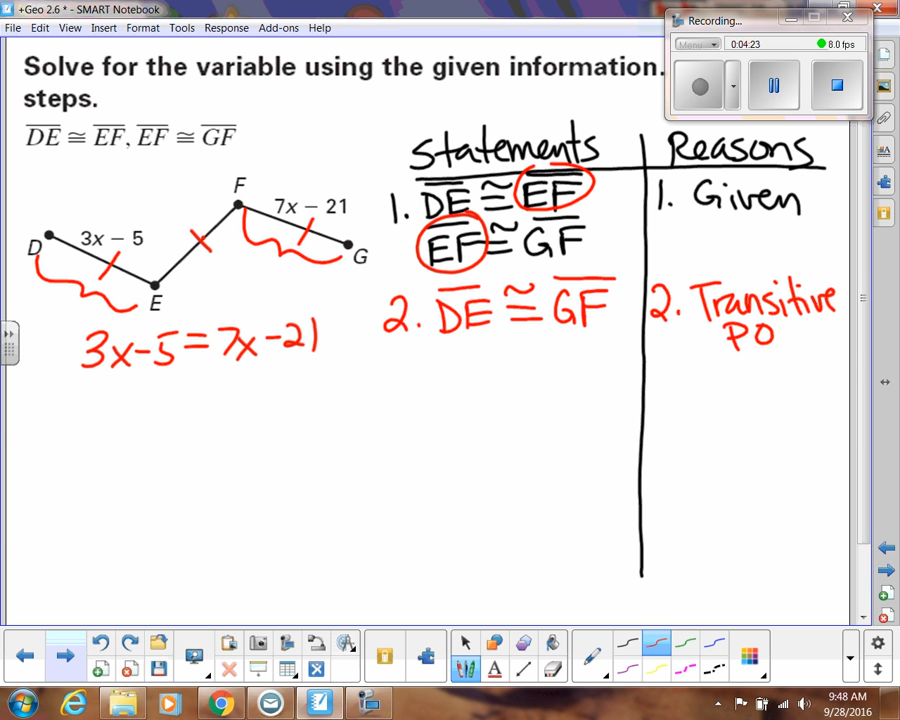 +Geo 2.6 * - SMART Notebook
File Edit View Insert Format Tools Response Add-ons Help
Recording...
Menu 0:04:23 8.0 fps
Solve for the variable using the given information.
steps.
DE ≅ EF, EF ≅ GF
Statements Reasons
1. DE ≅ EF 1. Given
EF ≅ GF
F
7x − 21
D
3x − 5
G
E
2. DE ≅ GF 2. Transitive
PO
3x-5=7x-21
A
9:48 AM
9/28/2016